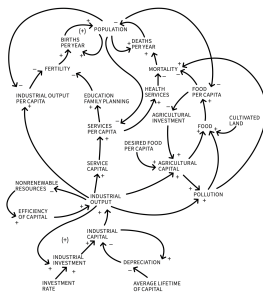 POPULATION
BIRTHS
PER YEAR
(+)
DEATHS
PER YEAR
FERTILITY
MORTALITY
INDUSTRIAL OUTPUT
PER CAPITA
EDUCATION
FAMILY PLANNING
HEALTH
SERVICES
FOOD
PER CAPITA
SERVICES
PER CAPITA
AGRICULTURAL
INVESTMENT
FOOD
CULTIVATED
LAND
DESIRED FOOD
PER CAPITA
SERVICE
CAPITAL
AGRICULTURAL
CAPITAL
NONRENEWABLE
RESOURCES
INDUSTRIAL
OUTPUT
POLLUTION
EFFICIENCY
OF CAPITAL
INDUSTRIAL
CAPITAL
(+)
INDUSTRIAL
INVESTMENT
DEPRECIATION
INVESTMENT
RATE
AVERAGE LIFETIME
OF CAPITAL